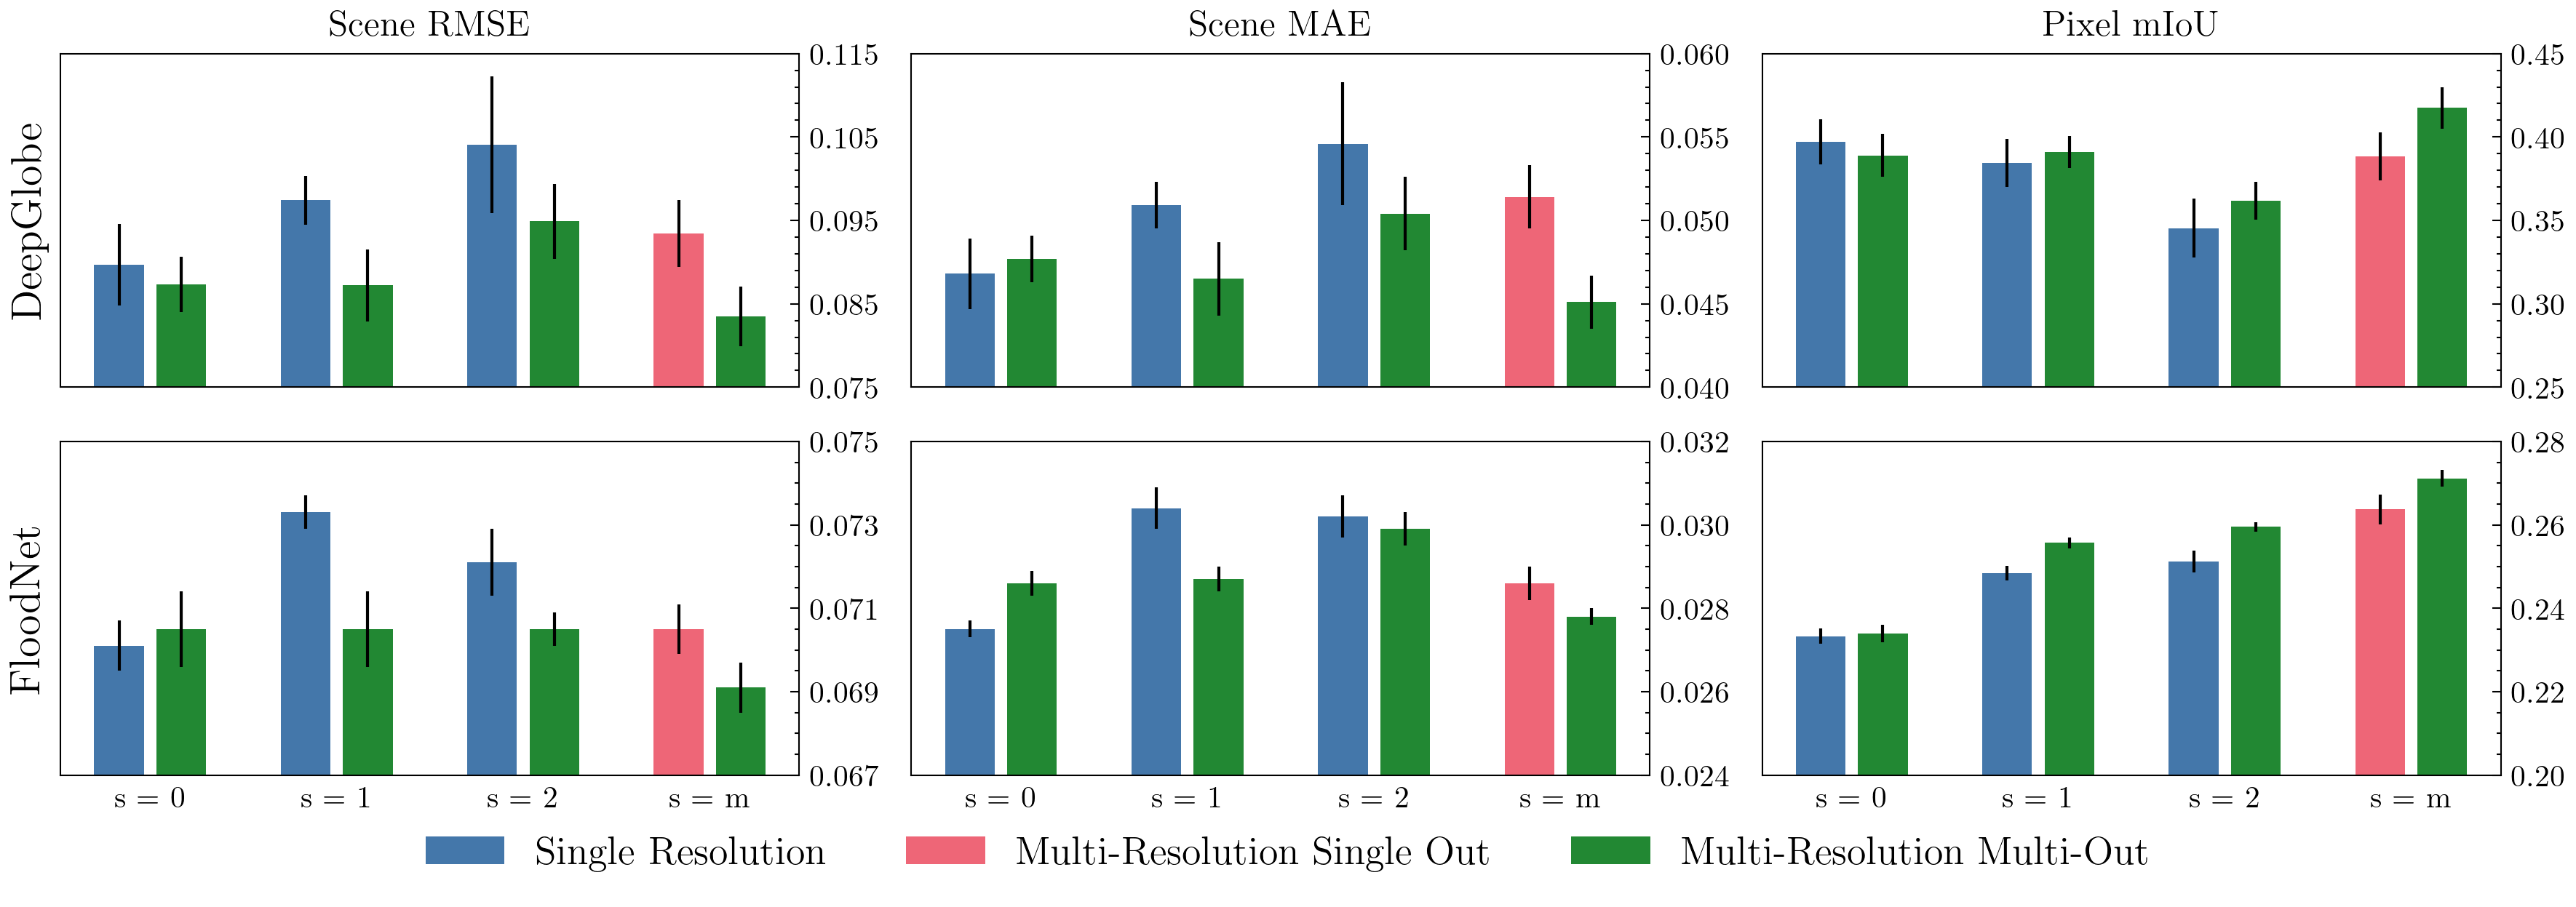 Scene RMSE Scene MAE Pixel mIoU
DeepGlobe
0.115 0.060 0.45
0.105 0.055 0.40
0.095 0.050 0.35
0.085 0.045 0.30
0.075 0.040 0.25
FloodNet
0.075 0.032 0.28
0.073 0.030 0.26
0.071 0.028 0.24
0.069 0.026 0.22
0.067 0.024 0.20
s = 0 s = 1 s = 2 s = m s = 0 s = 1 s = 2 s = m s = 0 s = 1 s = 2 s = m
Single Resolution Multi-Resolution Single Out Multi-Resolution Multi-Out